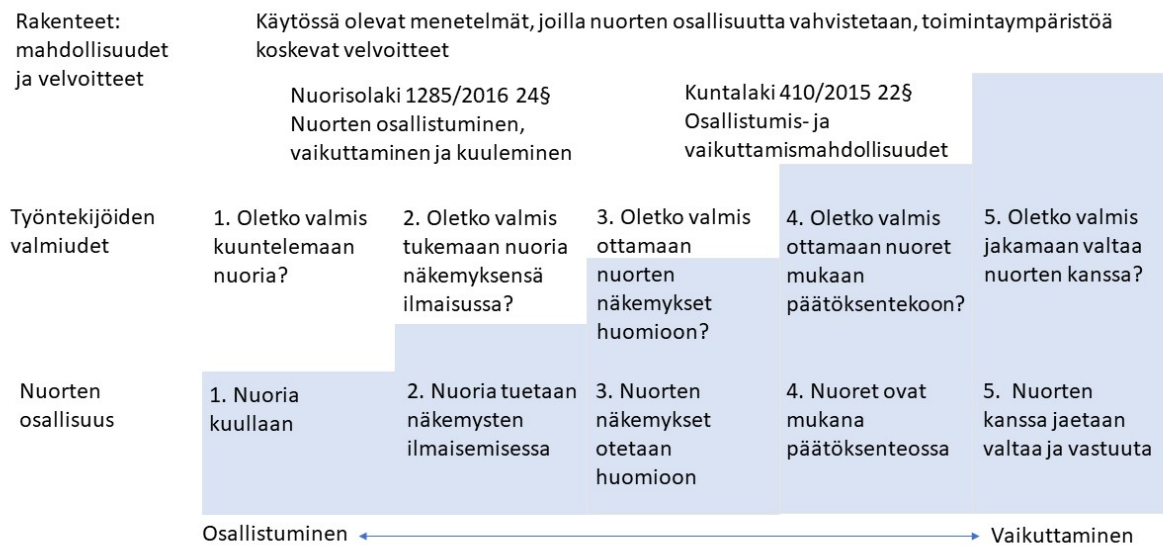 Rakenteet:
mahdollisuudet
ja velvoitteet
Käytössä olevat menetelmät, joilla nuorten osallisuutta vahvistetaan, toimintaympäristöä
koskevat velvoitteet
Nuorisolaki 1285/2016 24§
Nuorten osallistuminen,
vaikuttaminen ja kuuleminen
Kuntalaki 410/2015 22§
Osallistumis- ja
vaikuttamismahdollisuudet
Työntekijöiden
valmiudet
1. Oletko valmis
kuuntelemaan
nuoria?
2. Oletko valmis
tukemaan nuoria
näkemyksensä
ilmaisussa?
3. Oletko valmis
ottamaan
nuorten
näkemykset
huomioon?
4. Oletko valmis
ottamaan nuoret
mukaan
päätöksentekoon?
5. Oletko valmis
jakamaan valtaa
nuorten kanssa?
Nuorten
osallisuus
1. Nuoria
kuullaan
2. Nuoria tuetaan
näkemysten
ilmaisemisessa
3. Nuorten
näkemykset
otetaan
huomioon
4. Nuoret ovat
mukana
päätöksenteossa
5. Nuorten
kanssa jaetaan
valtaa ja vastuuta
Osallistuminen
Vaikuttaminen